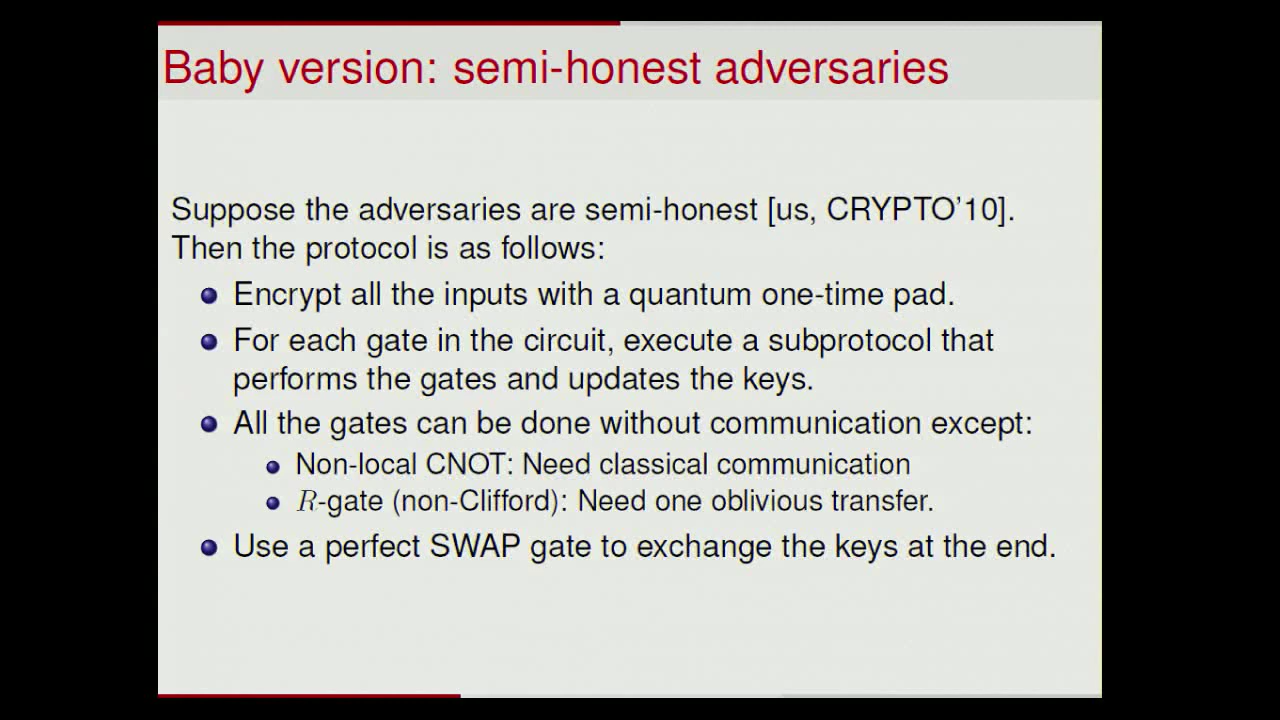 Baby version: semi-honest adversaries
Suppose the adversaries are semi-honest [us, CRYPTO'10].
Then the protocol is as follows:
Encrypt all the inputs with a quantum one-time pad.
For each gate in the circuit, execute a subprotocol that
performs the gates and updates the keys.
All the gates can be done without communication except:
Non-local CNOT: Need classical communication
R-gate (non-Clifford): Need one oblivious transfer.
Use a perfect SWAP gate to exchange the keys at the end.